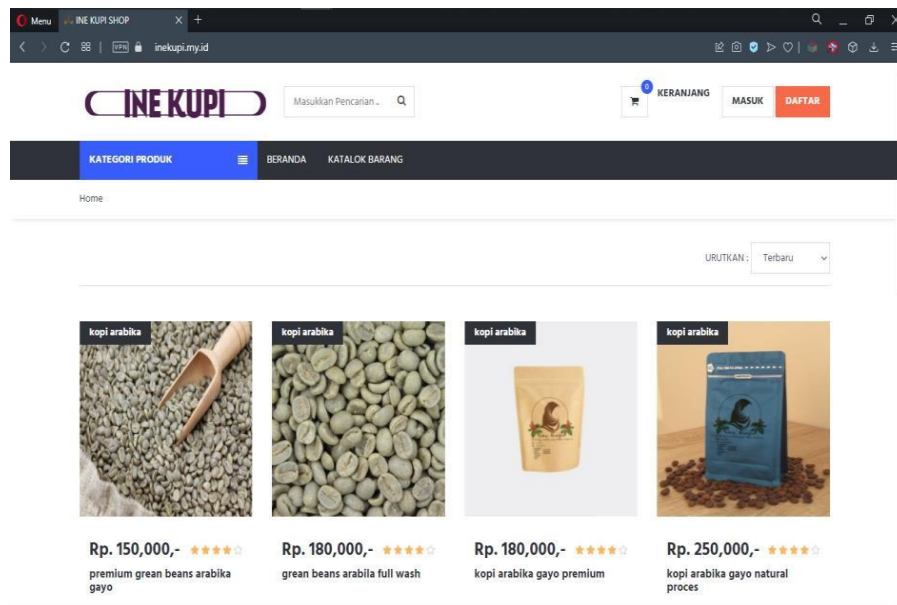 Menu
INE KUPI SHOP
VPN
inekupi.my.id
INE KUPI
Masukkan Pencarian ..
0
KERANJANG
MASUK
DAFTAR
KATEGORI PRODUK
BERANDA
KATALOK BARANG
Home
URUTKAN :
Terbaru
kopi arabika
kopi arabika
kopi arabika
kopi arabika
Rp. 150,000,-
Rp. 180,000,-
Rp. 180,000,-
Rp. 250,000,-
premium grean beans arabika
gayo
grean beans arabila full wash
kopi arabika gayo premium
kopi arabika gayo natural
proces